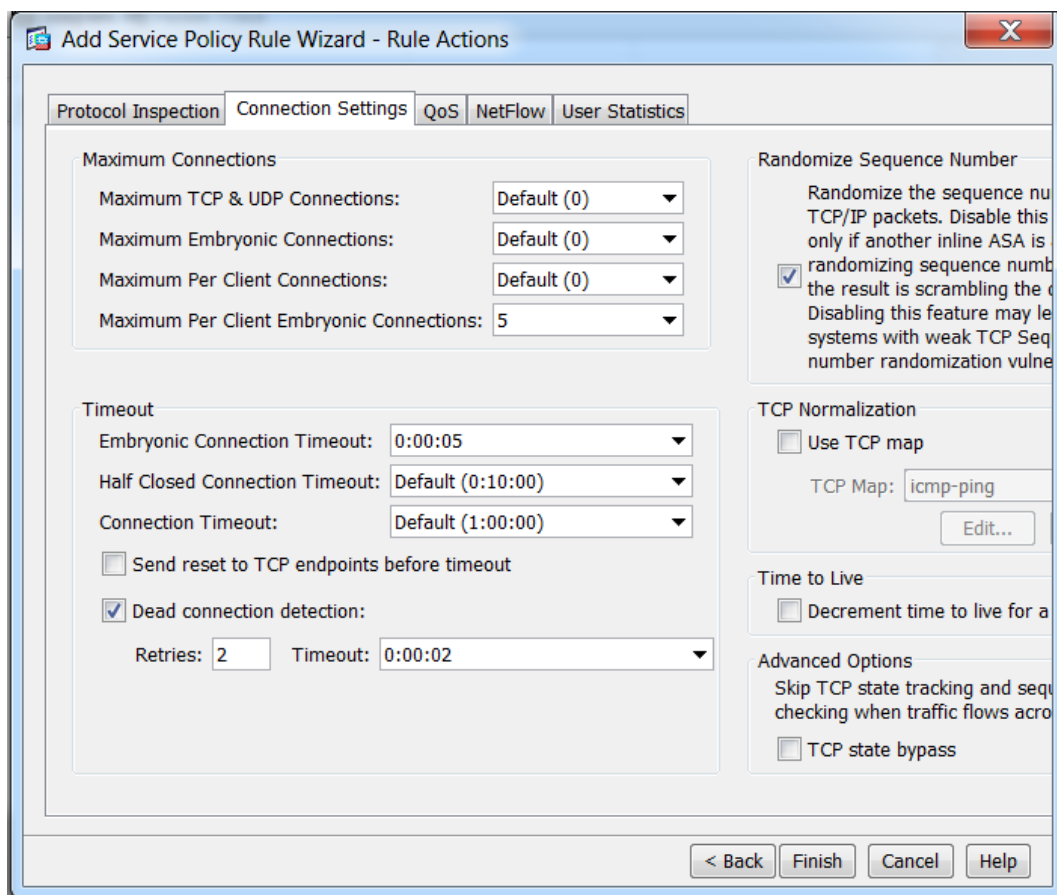 Add Service Policy Rule Wizard - Rule Actions
X
Protocol Inspection Connection Settings QoS NetFlow User Statistics
Maximum Connections
Maximum TCP & UDP Connections: Default (0)
Maximum Embryonic Connections: Default (0)
Maximum Per Client Connections: Default (0)
Maximum Per Client Embryonic Connections: 5
Timeout
Embryonic Connection Timeout: 0:00:05
Half Closed Connection Timeout: Default (0:10:00)
Connection Timeout: Default (1:00:00)
Send reset to TCP endpoints before timeout
Dead connection detection:
Retries: 2 Timeout: 0:00:02
Randomize Sequence Number
Randomize the sequence nu
TCP/IP packets. Disable this
only if another inline ASA is
randomizing sequence numb
the result is scrambling the
Disabling this feature may le
systems with weak TCP Seq
number randomization vulne
TCP Normalization
Use TCP map
TCP Map: icmp-ping
Edit...
Time to Live
Decrement time to live for a
Advanced Options
Skip TCP state tracking and sequ
checking when traffic flows acro
TCP state bypass
< Back Finish Cancel Help